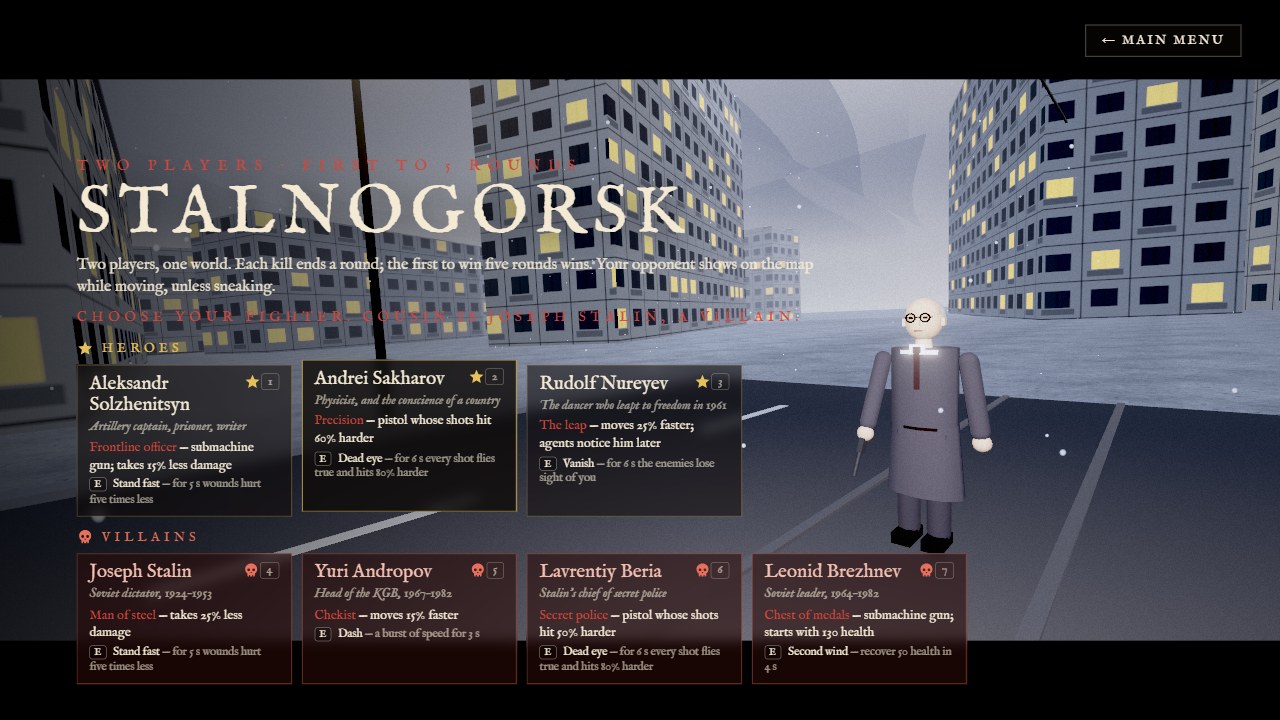 ← MAIN MENU
TWO PLAYERS · FIRST TO 5 ROUNDS
STALNOGORSK
Two players, one world. Each kill ends a round; the first to win five rounds wins. Your opponent shows on the map
while moving, unless sneaking.
CHOOSE YOUR FIGHTER. COUSIN IS JOSEPH STALIN, A VILLAIN.
HEROES
Aleksandr
Solzhenitsyn
1
Artillery captain, prisoner, writer
Frontline officer — submachine
gun; takes 15% less damage
E Stand fast — for 5 s wounds hurt
five times less
Andrei Sakharov
2
Physicist, and the conscience of a country
Precision — pistol whose shots hit
60% harder
E Dead eye — for 6 s every shot flies
true and hits 80% harder
Rudolf Nureyev
3
The dancer who leapt to freedom in 1961
The leap — moves 25% faster;
agents notice him later
E Vanish — for 6 s the enemies lose
sight of you
VILLAINS
Joseph Stalin
4
Soviet dictator, 1924–1953
Man of steel — takes 25% less
damage
E Stand fast — for 5 s wounds hurt
five times less
Yuri Andropov
5
Head of the KGB, 1967–1982
Chekist — moves 15% faster
E Dash — a burst of speed for 3 s
Lavrentiy Beria
6
Stalin's chief of secret police
Secret police — pistol whose shots
hit 50% harder
E Dead eye — for 6 s every shot flies
true and hits 80% harder
Leonid Brezhnev
7
Soviet leader, 1964–1982
Chest of medals — submachine gun;
starts with 130 health
E Second wind — recover 50 health in
4 s